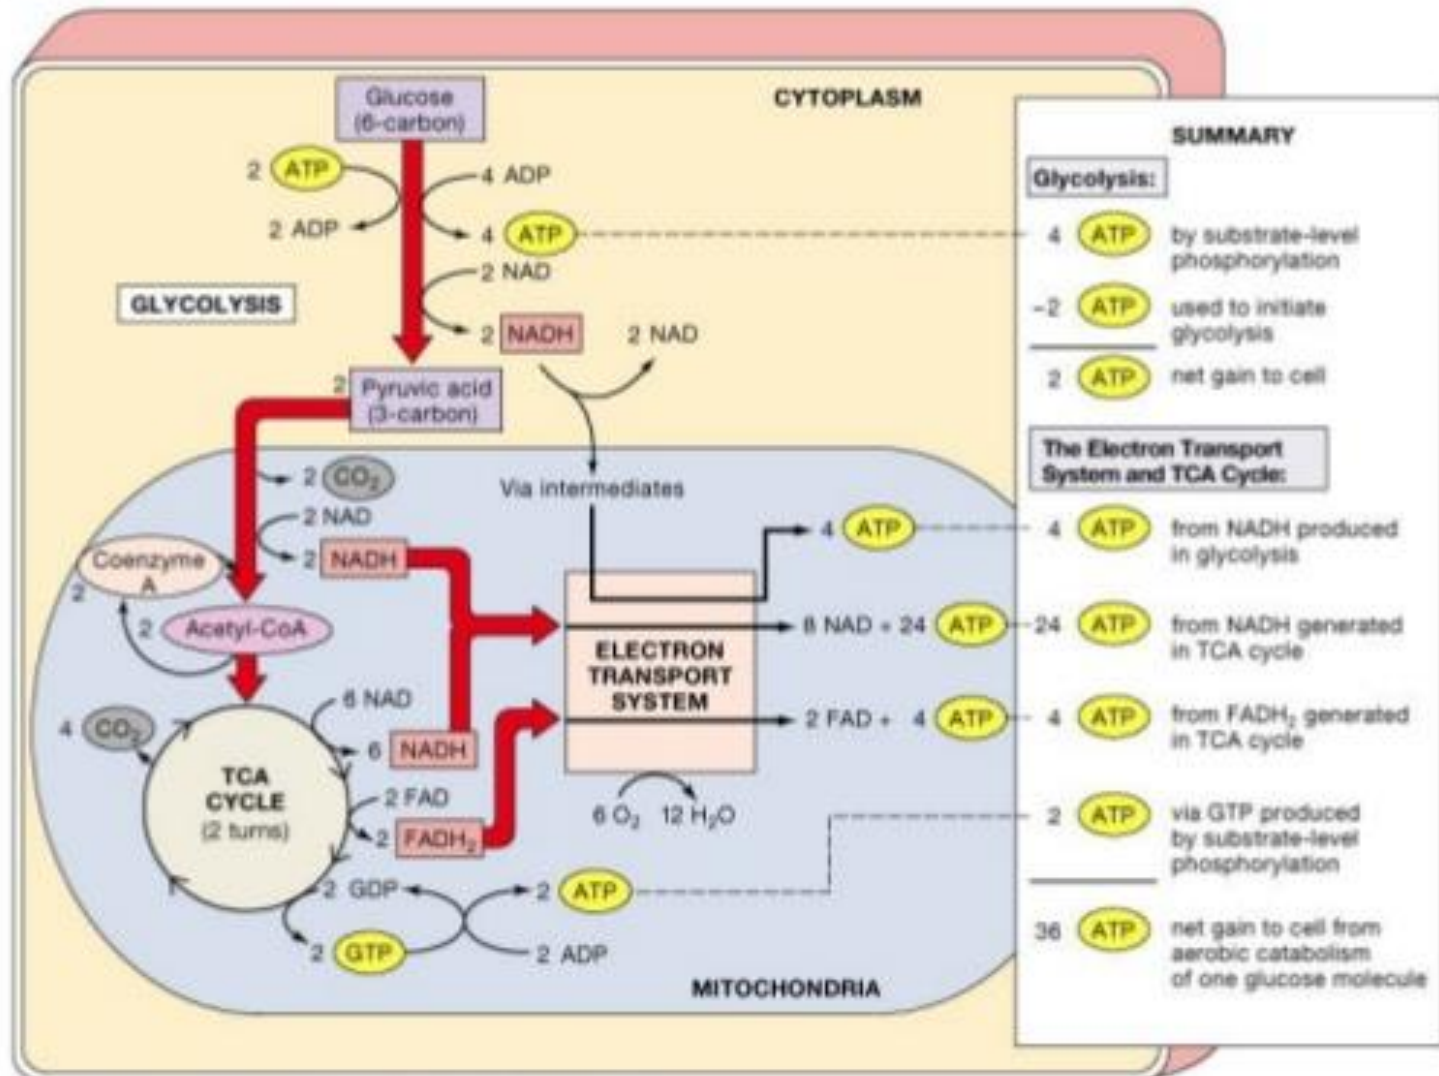 CYTOPLASM
Glucose
(6-carbon)
2 ATP
4 ADP
2 ADP
4 ATP
2 NAD
GLYCOLYSIS
2 NADH
2 NAD
2 Pyruvic acid
(3-carbon)
2 CO₂
Via intermediates
2 NAD
4 ATP
2 NADH
Coenzyme
A
2
2 Acetyl-CoA
8 NAD + 24 ATP
ELECTRON
TRANSPORT
SYSTEM
6 NAD
4 CO₂
2 FAD + 4 ATP
6 NADH
TCA
CYCLE
(2 turns)
2 FAD
6 O₂ 12 H₂O
2 FADH₂
2 GDP
2 ATP
2 GTP
2 ADP
MITOCHONDRIA
SUMMARY
Glycolysis:
4 ATP by substrate-level
phosphorylation
-2 ATP used to initiate
glycolysis
2 ATP net gain to cell
The Electron Transport
System and TCA Cycle:
4 ATP from NADH produced
in glycolysis
24 ATP from NADH generated
in TCA cycle
4 ATP from FADH₂ generated
in TCA cycle
2 ATP via GTP produced
by substrate-level
phosphorylation
36 ATP net gain to cell from
aerobic catabolism
of one glucose molecule